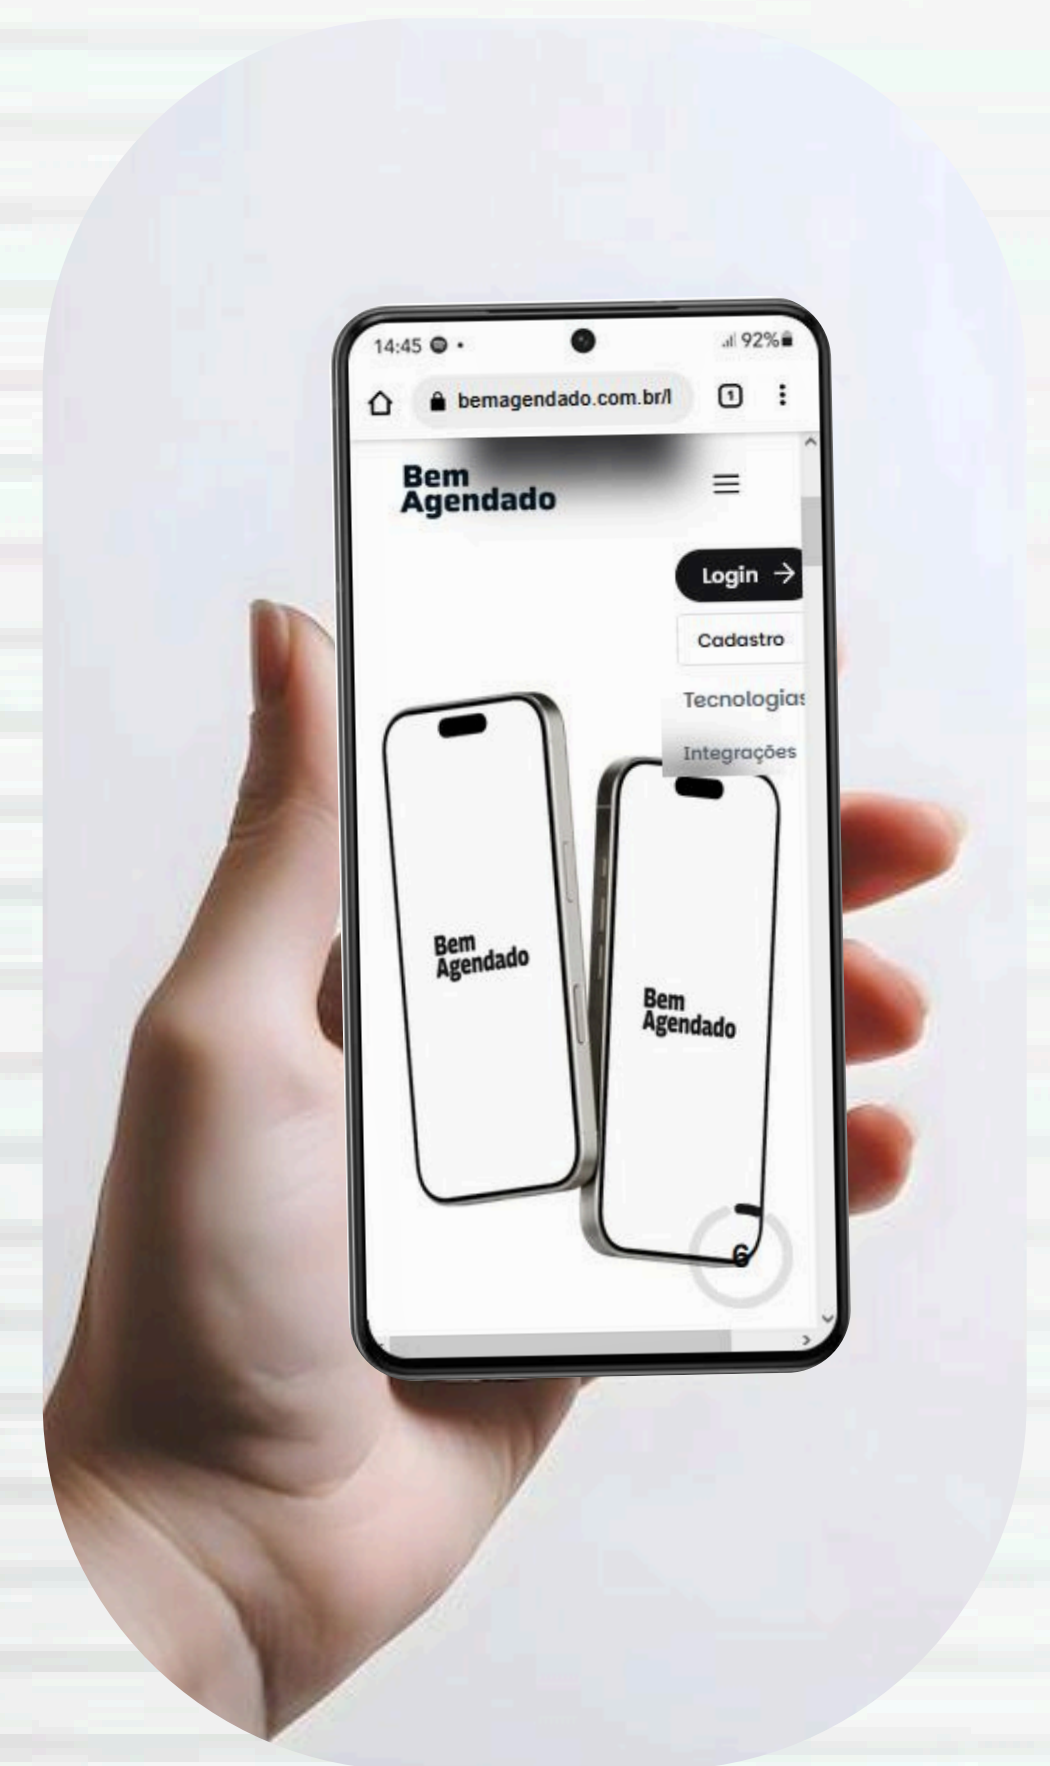 14:45
92%
1
bemagendado.com.br/l
Bem
Agendado
Login
Cadastro
Tecnologias
Integrações
Bem
Agendado
Bem
Agendado
6